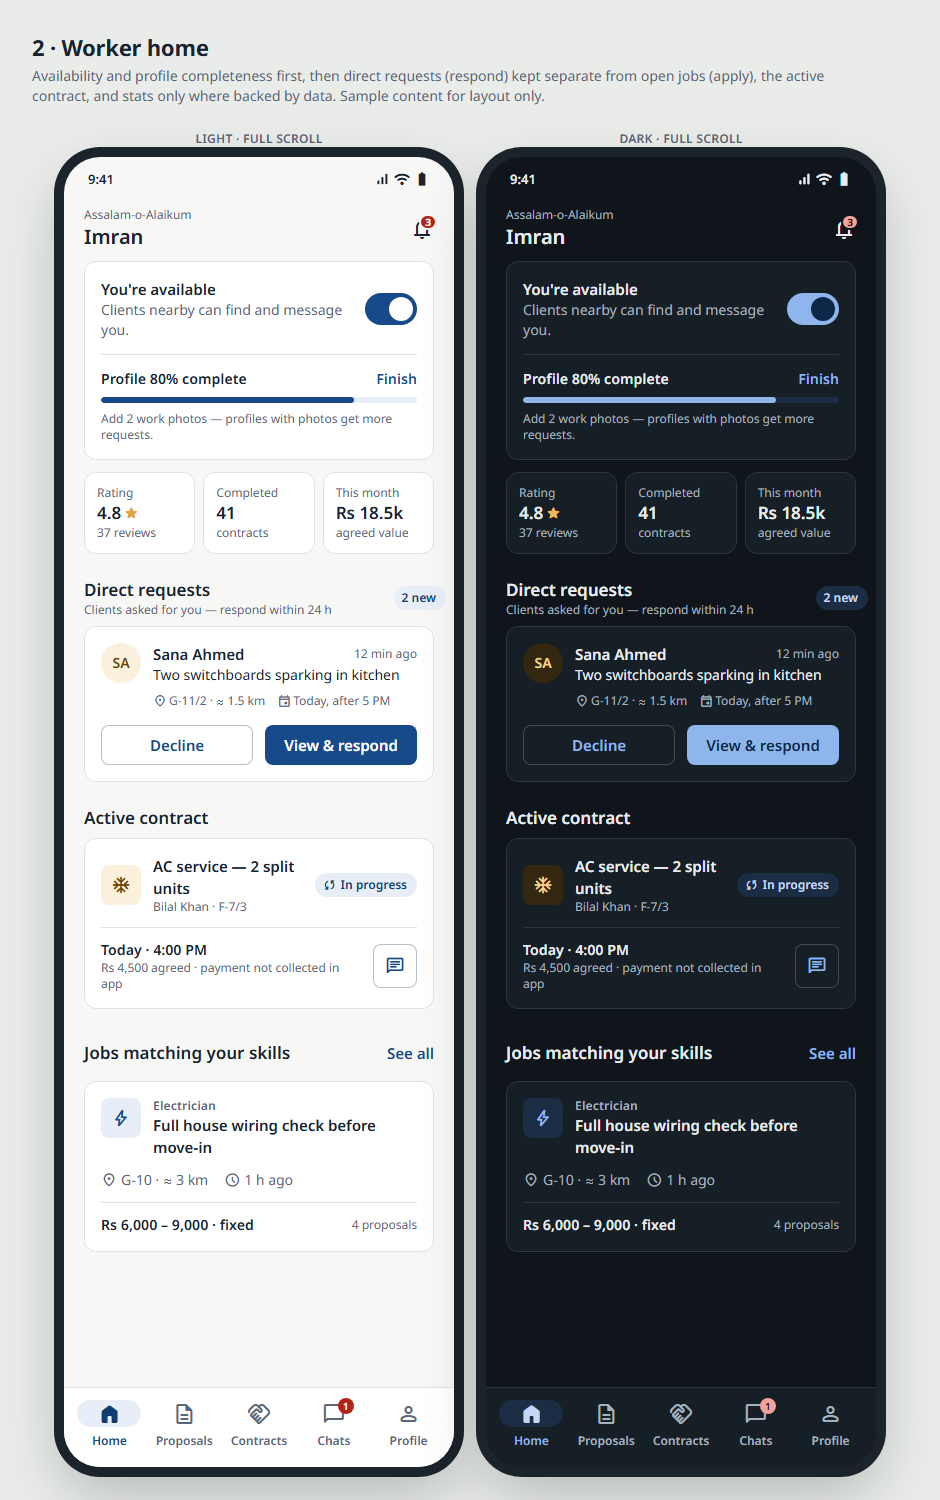 2 · Worker home
Availability and profile completeness first, then direct requests (respond) kept separate from open jobs (apply), the active
contract, and stats only where backed by data. Sample content for layout only.
LIGHT · FULL SCROLL
9:41
Assalam-o-Alaikum
Imran
3
You're available
Clients nearby can find and message
you.
Profile 80% complete
Finish
Add 2 work photos — profiles with photos get more
requests.
Rating
4.8
37 reviews
Completed
41
contracts
This month
Rs 18.5k
agreed value
Direct requests
Clients asked for you — respond within 24 h
2 new
SA
Sana Ahmed
12 min ago
Two switchboards sparking in kitchen
G-11/2 · ≈ 1.5 km
Today, after 5 PM
Decline
View & respond
Active contract
AC service — 2 split
units
Bilal Khan · F-7/3
In progress
Today · 4:00 PM
Rs 4,500 agreed · payment not collected in
app
Jobs matching your skills
See all
Electrician
Full house wiring check before
move-in
G-10 · ≈ 3 km
1 h ago
Rs 6,000 – 9,000 · fixed
4 proposals
Home
Proposals
Contracts
1
Chats
Profile
DARK · FULL SCROLL
9:41
Assalam-o-Alaikum
Imran
3
You're available
Clients nearby can find and message
you.
Profile 80% complete
Finish
Add 2 work photos — profiles with photos get more
requests.
Rating
4.8
37 reviews
Completed
41
contracts
This month
Rs 18.5k
agreed value
Direct requests
Clients asked for you — respond within 24 h
2 new
SA
Sana Ahmed
12 min ago
Two switchboards sparking in kitchen
G-11/2 · ≈ 1.5 km
Today, after 5 PM
Decline
View & respond
Active contract
AC service — 2 split
units
Bilal Khan · F-7/3
In progress
Today · 4:00 PM
Rs 4,500 agreed · payment not collected in
app
Jobs matching your skills
See all
Electrician
Full house wiring check before
move-in
G-10 · ≈ 3 km
1 h ago
Rs 6,000 – 9,000 · fixed
4 proposals
Home
Proposals
Contracts
1
Chats
Profile